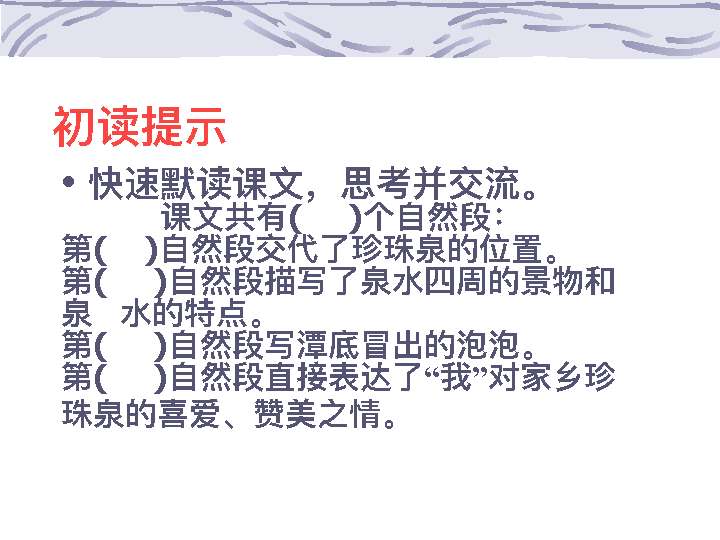 初读提示
• 快速默读课文，思考并交流。
课文共有(    )个自然段：
第(    )自然段交代了珍珠泉的位置。
第(    )自然段描写了泉水四周的景物和
泉  水的特点。
第(    )自然段写潭底冒出的泡泡。
第(    )自然段直接表达了“我”对家乡珍
珠泉的喜爱、赞美之情。